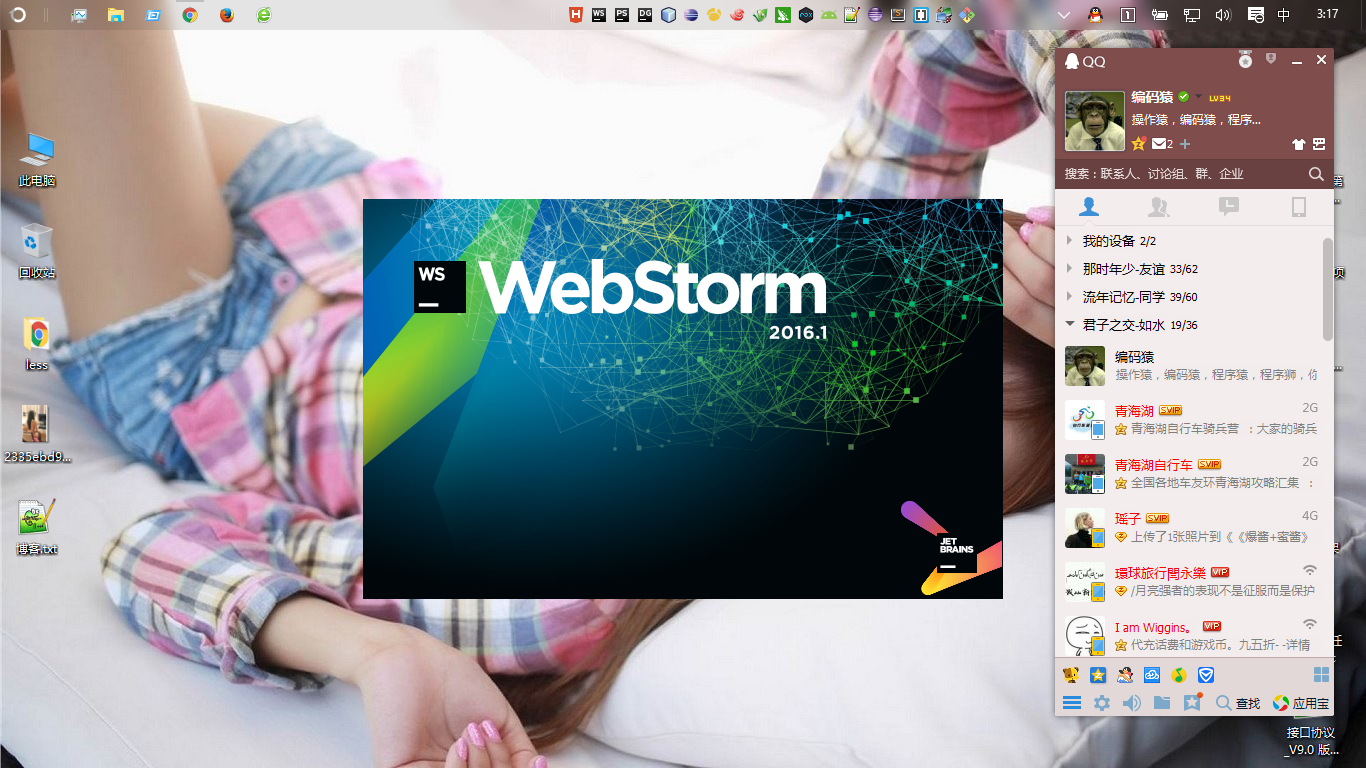 H
WS
PS
DG
1
中
3:17
此电脑
回收站
less
2335ebd9...
博客.txt
WS
WebStorm
2016.1
JET
BRAINS
QQ
编码猿
LV34
操作猿，编码猿，程序...
2
搜索：联系人、讨论组、群、企业
我的设备 2/2
那时年少-友谊 33/62
流年记忆-同学 39/60
君子之交-如水 19/36
编码猿
操作猿，编码猿，程序猿，程序狮，你
青海湖 SVIP 2G
青海湖自行车骑兵营 ：大家的骑兵
青海湖自行车 SVIP 2G
全国各地车友环青海湖攻略汇集 ：
瑶子 SVIP 4G
上传了1张照片到《《爆酱+蜜酱》
環球旅行閆永樂 VIP
/月亮强者的表现不是征服而是保护
I am Wiggins。 VIP
代充话费和游戏币。九五折- -详情
查找
应用宝
接口协议
_V9.0 版...